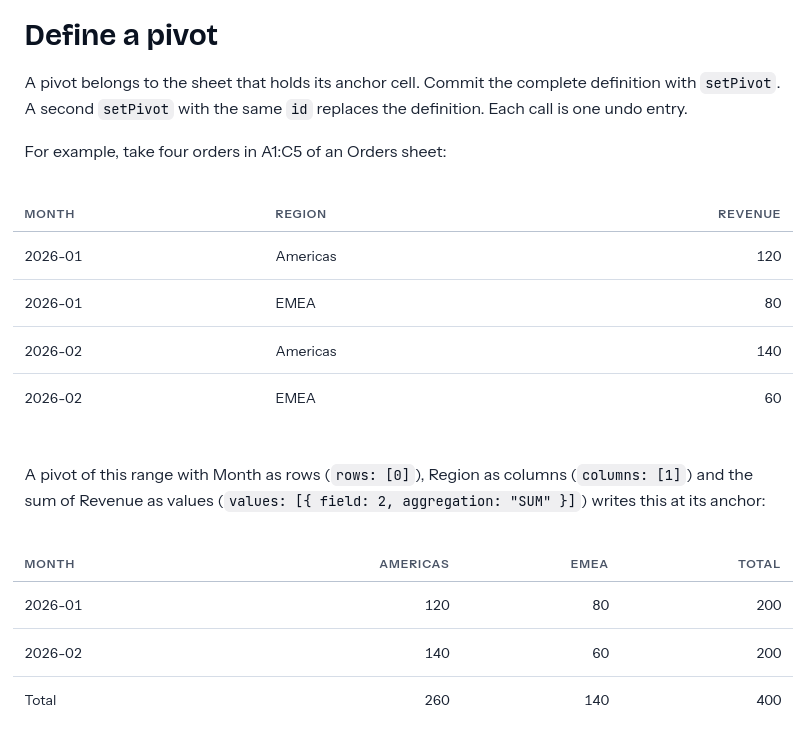 Define a pivot
A pivot belongs to the sheet that holds its anchor cell. Commit the complete definition with setPivot.
A second setPivot with the same id replaces the definition. Each call is one undo entry.
For example, take four orders in A1:C5 of an Orders sheet:
MONTH REGION REVENUE
2026-01 Americas 120
2026-01 EMEA 80
2026-02 Americas 140
2026-02 EMEA 60
A pivot of this range with Month as rows (rows: [0]), Region as columns (columns: [1]) and the
sum of Revenue as values (values: [{ field: 2, aggregation: "SUM" }]) writes this at its anchor:
MONTH AMERICAS EMEA TOTAL
2026-01 120 80 200
2026-02 140 60 200
Total 260 140 400